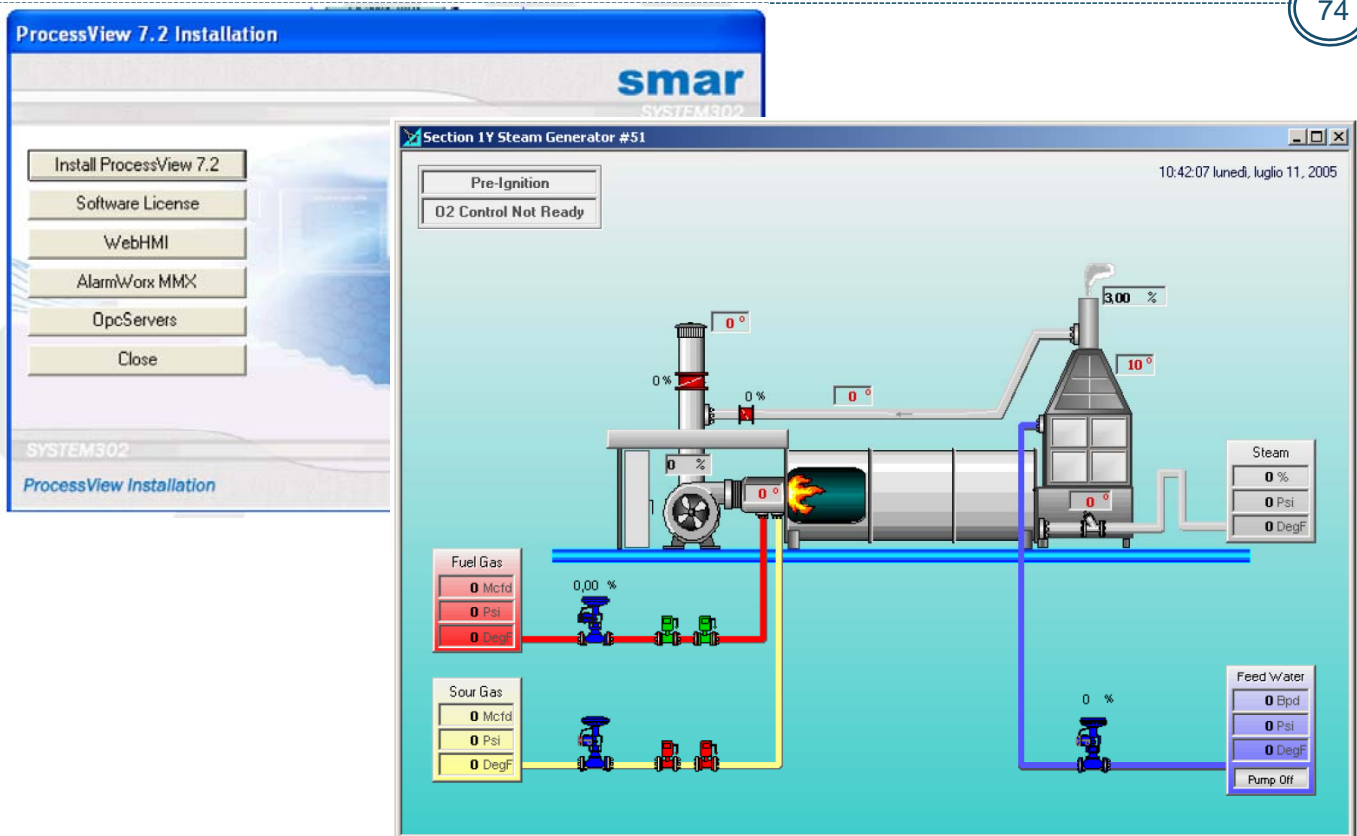 74
ProcessView 7.2 Installation
smar
SYSTEM302
Install ProcessView 7.2
Software License
WebHMI
AlarmWorx MMX
OpcServers
Close
SYSTEM302
ProcessView Installation
Section 1Y Steam Generator #51
10:42:07 lunedì, luglio 11, 2005
Pre-Ignition
O2 Control Not Ready
3,00 %
0 °
10 °
0 %
0 %
0 °
0 %
0 °
0 °
Steam
0 %
0 Psi
0 DegF
Fuel Gas
0 Mcfd
0 Psi
0 DegF
0,00 %
Sour Gas
0 Mcfd
0 Psi
0 DegF
0 %
Feed Water
0 Bpd
0 Psi
0 DegF
Pump Off